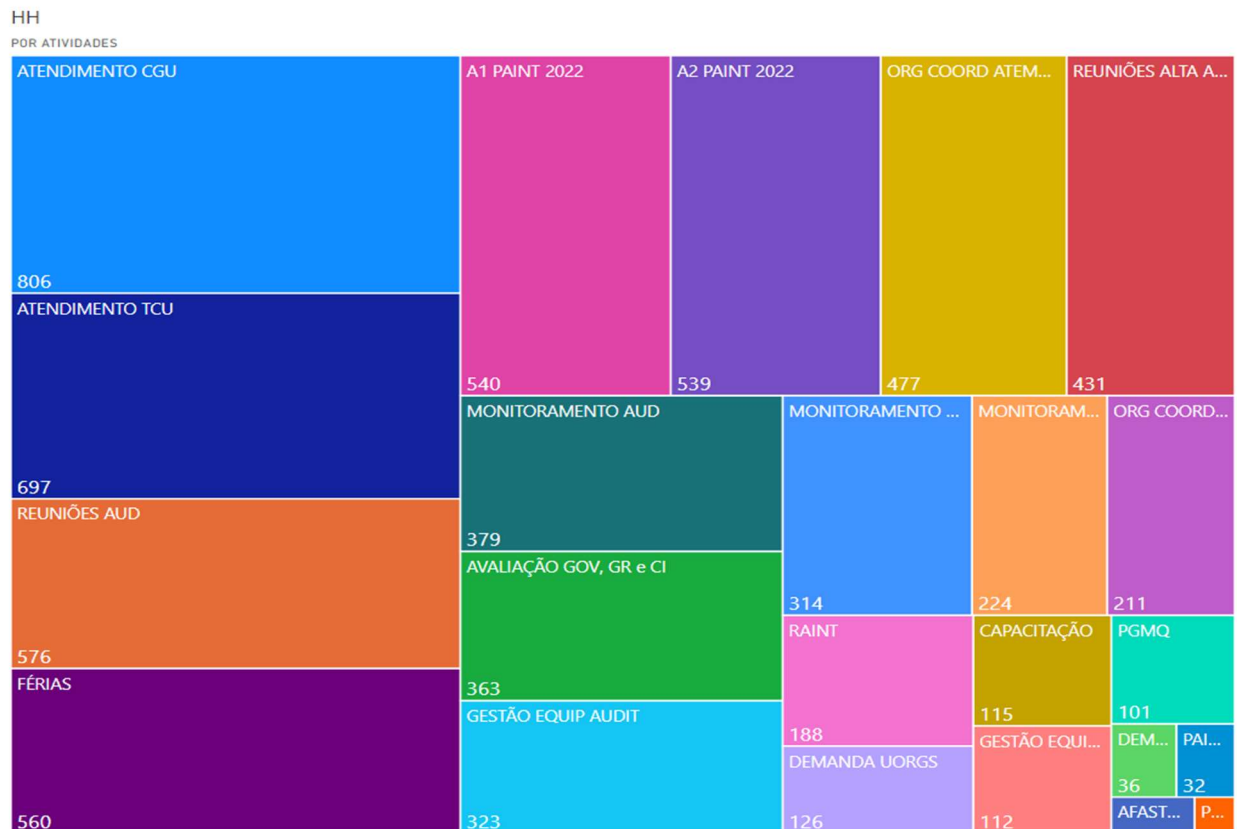 HH
POR ATIVIDADES
ATENDIMENTO CGU
806
ATENDIMENTO TCU
697
REUNIÕES AUD
576
FÉRIAS
560
A1 PAINT 2022
540
A2 PAINT 2022
539
ORG COORD ATEM...
477
REUNIÕES ALTA A...
431
MONITORAMENTO AUD
379
AVALIAÇÃO GOV, GR e CI
363
GESTÃO EQUIP AUDIT
323
MONITORAMENTO ...
314
MONITORAM...
224
ORG COORD...
211
RAINT
188
DEMANDA UORGS
126
CAPACITAÇÃO
115
GESTÃO EQUI...
112
PGMQ
101
DEM...
36
PAI...
32
AFAST...
P...